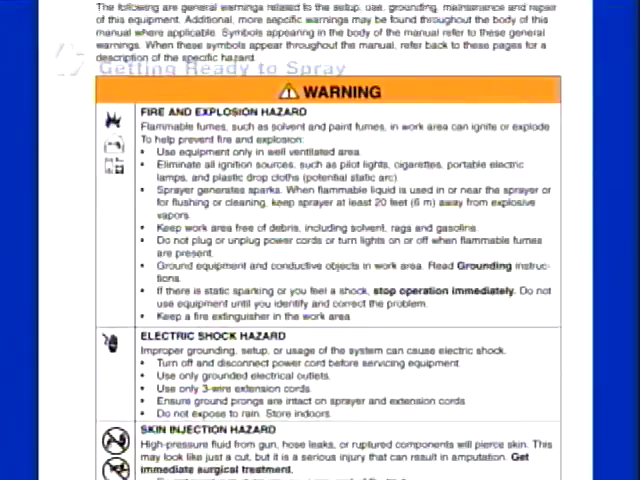 The following are general warnings related to the setup, use, grounding, maintenance and repair
of this equipment. Additional, more sepcific warnings may be found throughout the body of this
manual where applicable. Symbols appearing in the body of the manual refer to these general
warnings. When these symbols appear throughout the manual, refer back to these pages for a
description of the specific hazard.
Getting Ready to Spray
WARNING
FIRE AND EXPLOSION HAZARD
Flammable fumes, such as solvent and paint fumes, in work area can ignite or explode
To help prevent fire and explosion:
• Use equipment only in well ventilated area.
• Eliminate all ignition sources, such as pilot lights, cigarettes, portable electric
lamps, and plastic drop cloths (potential static arc).
• Sprayer generates sparks. When flammable liquid is used in or near the sprayer or
for flushing or cleaning, keep sprayer at least 20 feet (6 m) away from explosive
vapors.
• Keep work area free of debris, including solvent, rags and gasoline.
• Do not plug or unplug power cords or turn lights on or off when flammable fumes
are present.
• Ground equipment and conductive objects in work area. Read Grounding instruc-
tions.
• If there is static sparking or you feel a shock, stop operation immediately. Do not
use equipment until you identify and correct the problem.
• Keep a fire extinguisher in the work area.
ELECTRIC SHOCK HAZARD
Improper grounding, setup, or usage of the system can cause electric shock.
• Turn off and disconnect power cord before servicing equipment.
• Use only grounded electrical outlets.
• Use only 3-wire extension cords.
• Ensure ground prongs are intact on sprayer and extension cords.
• Do not expose to rain. Store indoors.
SKIN INJECTION HAZARD
High-pressure fluid from gun, hose leaks, or ruptured components will pierce skin. This
may look like just a cut, but it is a serious injury that can result in amputation. Get
immediate surgical treatment.